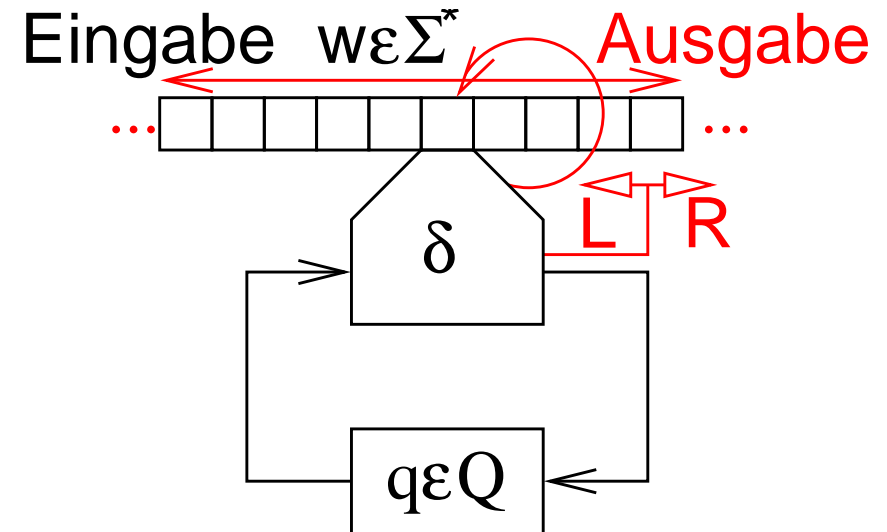 Eingabe wεΣ* Ausgabe
... ...
L R
δ
qεQ